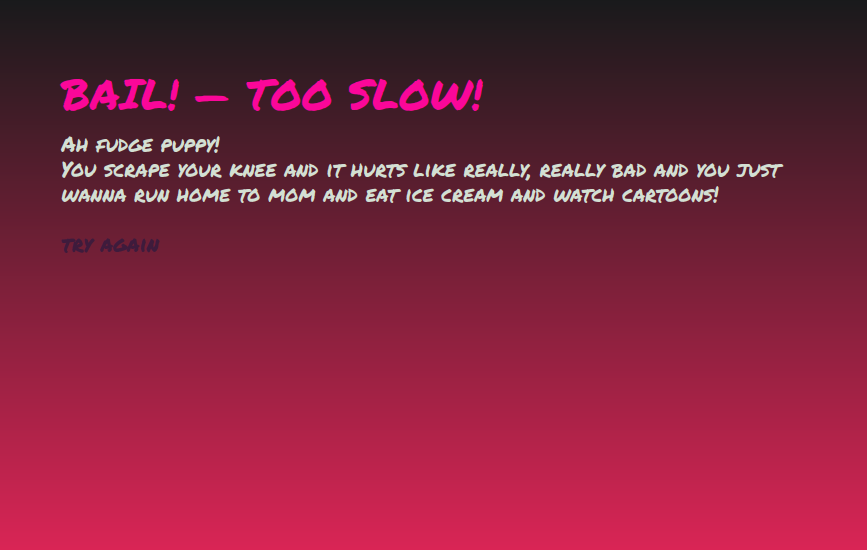 BAIL! — TOO SLOW!
AH FUDGE PUPPY!
YOU SCRAPE YOUR KNEE AND IT HURTS LIKE REALLY, REALLY BAD AND YOU JUST
WANNA RUN HOME TO MOM AND EAT ICE CREAM AND WATCH CARTOONS!
TRY AGAIN